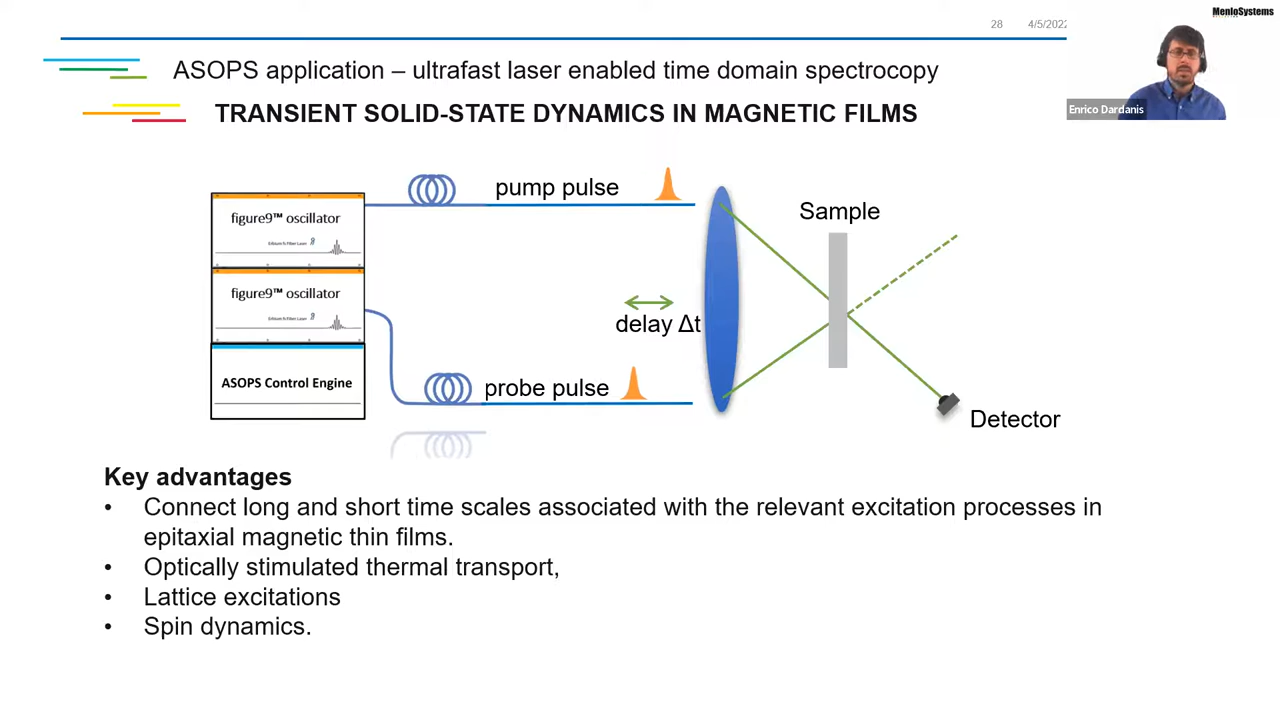 MenloSystems
28
4/5/2022
ASOPS application – ultrafast laser enabled time domain spectrocopy
TRANSIENT SOLID-STATE DYNAMICS IN MAGNETIC FILMS
Enrico Dardanis
pump pulse
Sample
figure9™ oscillator
figure9™ oscillator
delay Δt
ASOPS Control Engine
probe pulse
Detector
Key advantages
• Connect long and short time scales associated with the relevant excitation processes in
epitaxial magnetic thin films.
• Optically stimulated thermal transport,
• Lattice excitations
• Spin dynamics.